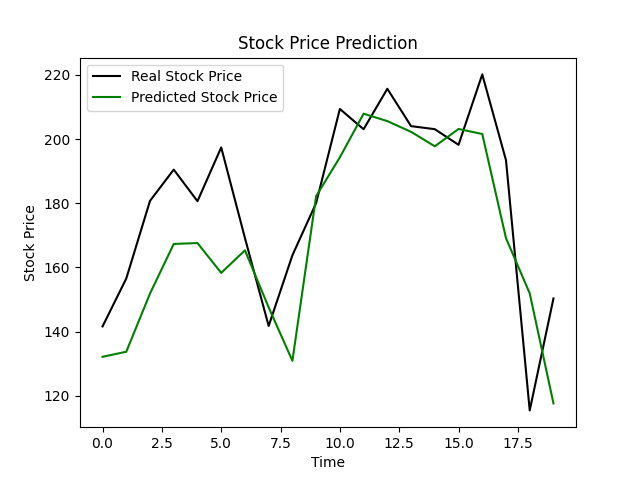 Stock Price Prediction
Real Stock Price
Predicted Stock Price
Stock Price
220
200
180
160
140
120
0.0 2.5 5.0 7.5 10.0 12.5 15.0 17.5
Time